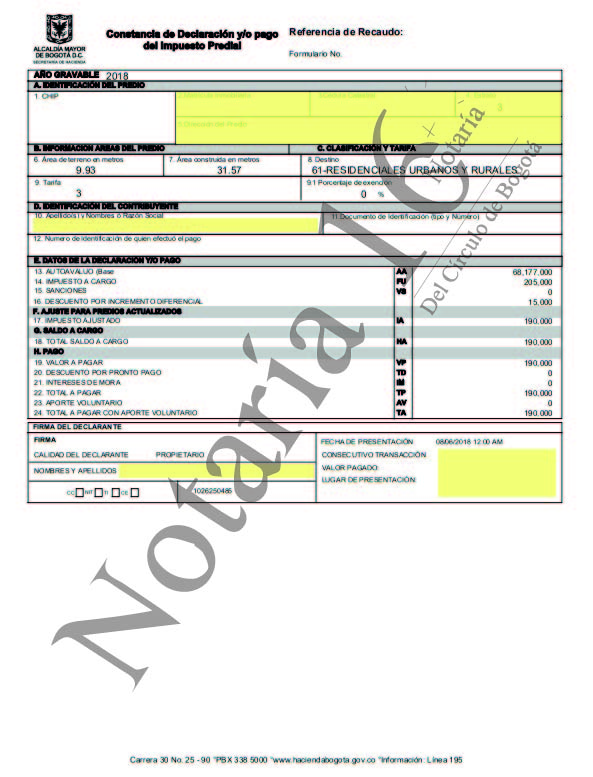 Constancia de Declaración y/o pago del Impuesto Predial
Referencia de Recaudo:
Formulario No.
ALCALDÍA MAYOR
DE BOGOTÁ D.C.
SECRETARÍA DE HACIENDA
AÑO GRAVABLE 2018
A. IDENTIFICACIÓN DEL PREDIO
1. CHIP
3
B. INFORMACION AREAS DEL PREDIO C. CLASIFICACIÓN Y TARIFA
6. Área de terreno en metros 7. Área construida en metros 8. Destino
9.93 31.57 61-RESIDENCIALES URBANOS Y RURALES
9. Tarifa 9.1 Porcentaje de exención
3 0 %
D. IDENTIFICACIÓN DEL CONTRIBUYENTE
10. Apellido(s) y Nombres o Razón Social 11. Documento de Identificación (tipo y Número)
12. Numero de Identificación de quien efectuó el pago
E. DATOS DE LA DECLARACIÓN Y/O PAGO
13. AUTOAVALUO (Base AA 68,177,000
14. IMPUESTO A CARGO FU 205,000
15. SANCIONES VS 0
16. DESCUENTO POR INCREMENTO DIFERENCIAL 15,000
F. AJUSTE PARA PREDIOS ACTUALIZADOS
17. IMPUESTO AJUSTADO IA 190,000
G. SALDO A CARGO
18. TOTAL SALDO A CARGO HA 190,000
H. PAGO
19. VALOR A PAGAR VP 190,000
20. DESCUENTO POR PRONTO PAGO TD 0
21. INTERESES DE MORA IM 0
22. TOTAL A PAGAR TP 190,000
23. APORTE VOLUNTARIO AV 0
24. TOTAL A PAGAR CON APORTE VOLUNTARIO TA 190,000
FIRMA DEL DECLARANTE
FIRMA
CALIDAD DEL DECLARANTE PROPIETARIO
NOMBRES Y APELLIDOS
CC NIT TI CE 1026250485
FECHA DE PRESENTACIÓN 08/06/2018 12:00 AM
CONSECUTIVO TRANSACCIÓN
VALOR PAGADO:
LUGAR DE PRESENTACIÓN:
Notaría 16
Notaría
Del Círculo de Bogotá
Carrera 30 No. 25 - 90 "PBX 338 5000 "www.haciendabogota.gov.co "Información: Línea 195